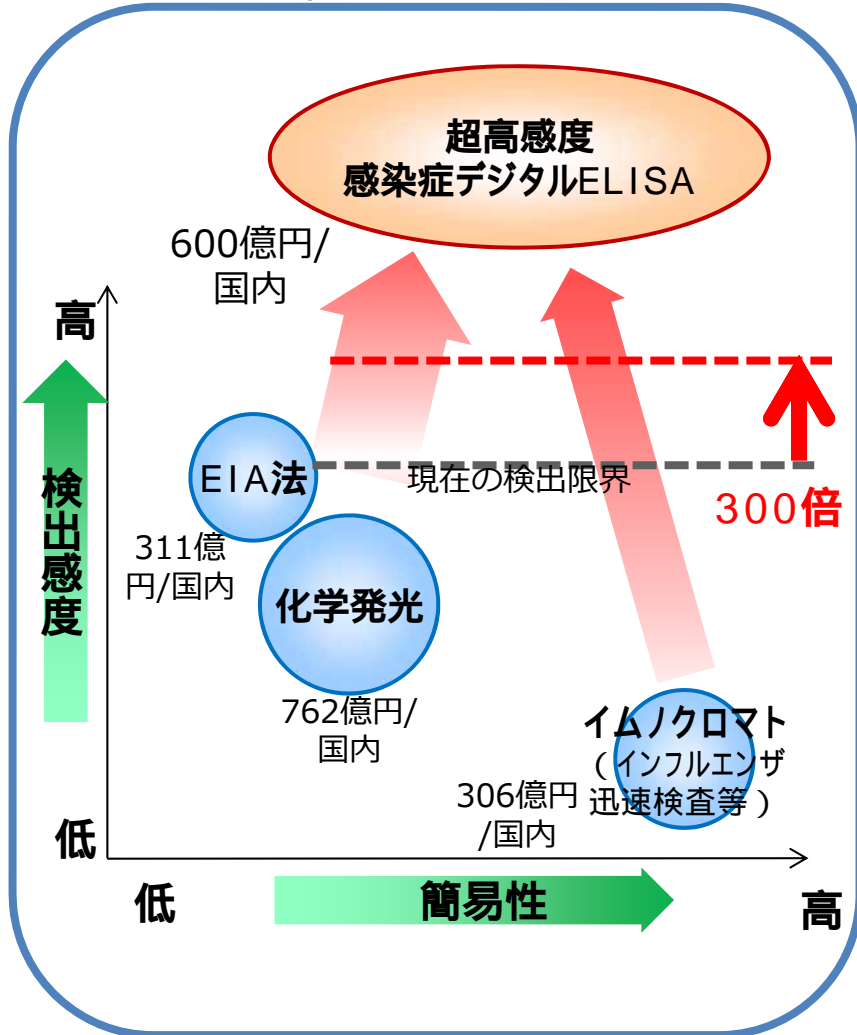 超高感度
感染症デジタルELISA
600億円/
国内
高
検出感度
EIA法
現在の検出限界
300倍
311億
円/国内
化学発光
762億円/
国内
イムノクロマト
（インフルエンザ
迅速検査等）
306億円
/国内
低
低
簡易性
高